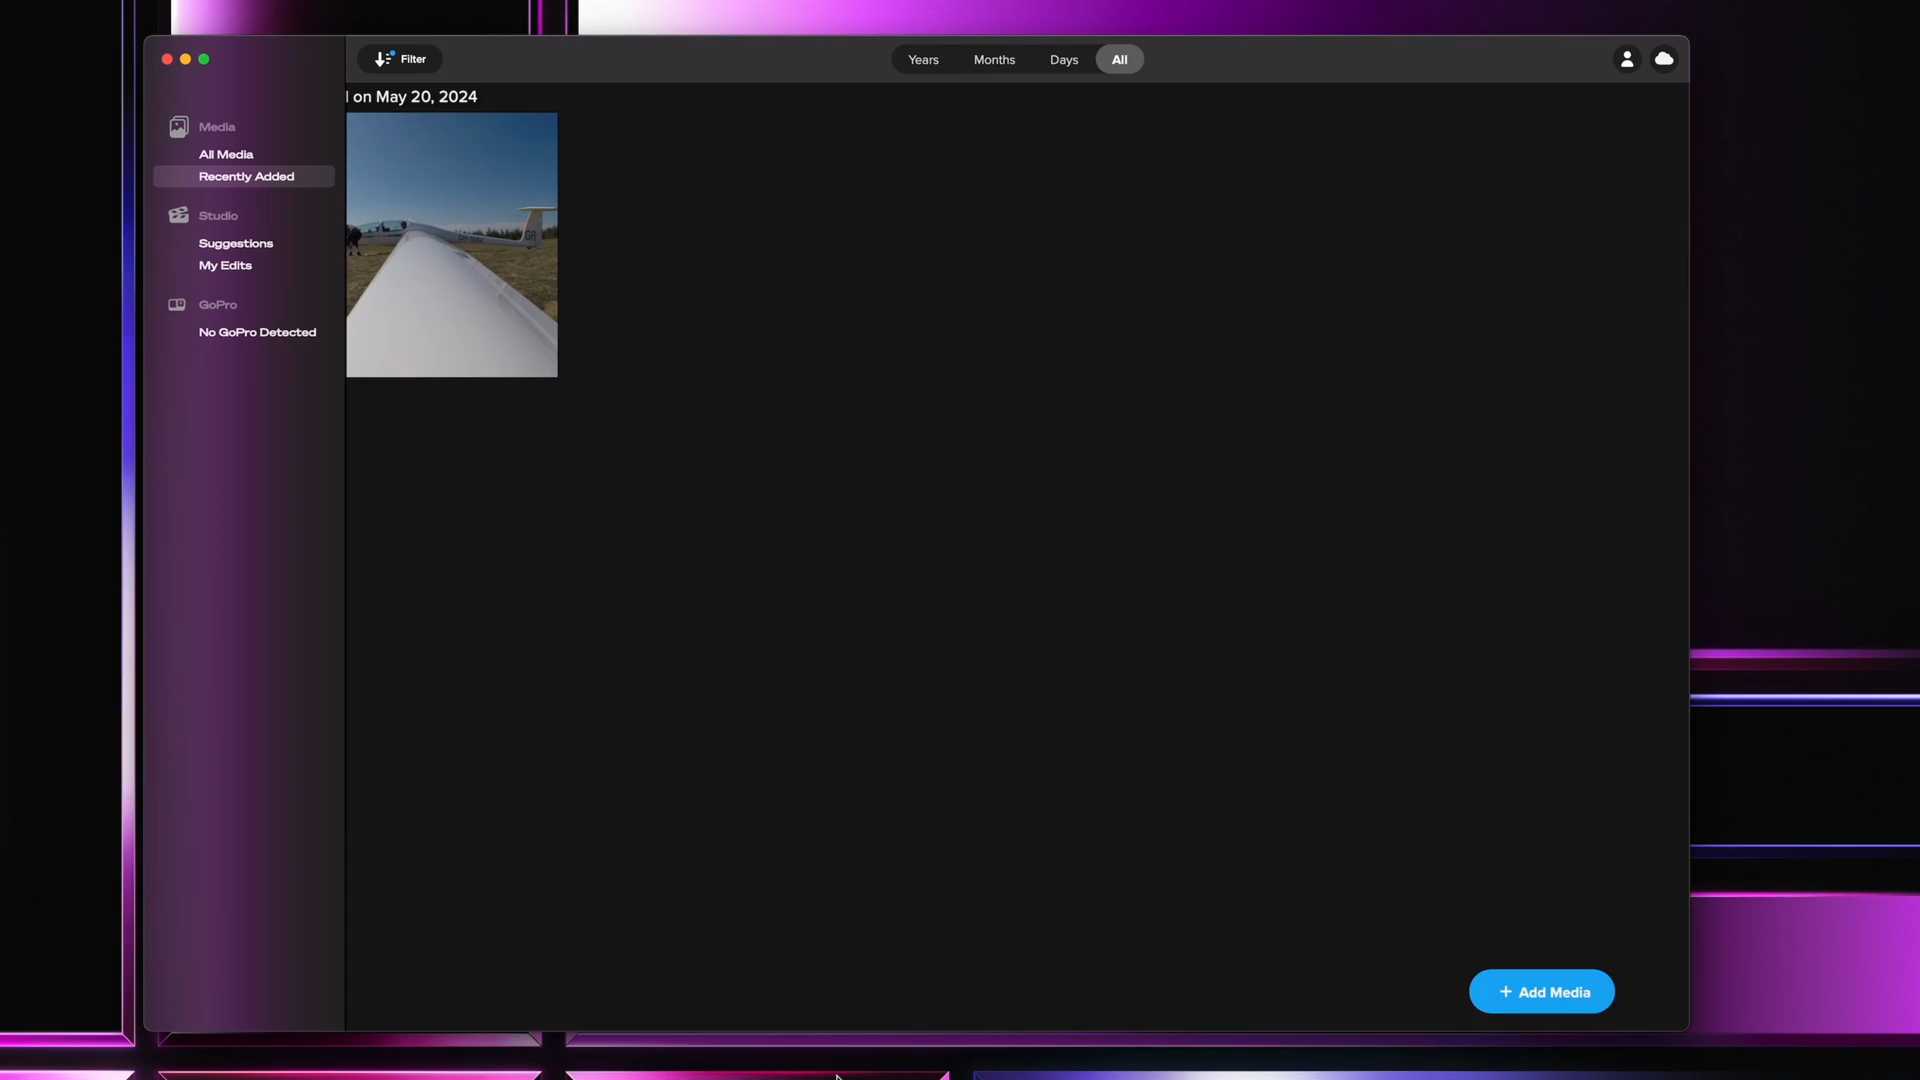 Filter
Years Months Days All
l on May 20, 2024
Media
All Media
Recently Added
Studio
Suggestions
My Edits
GoPro
No GoPro Detected
GR
+ Add Media